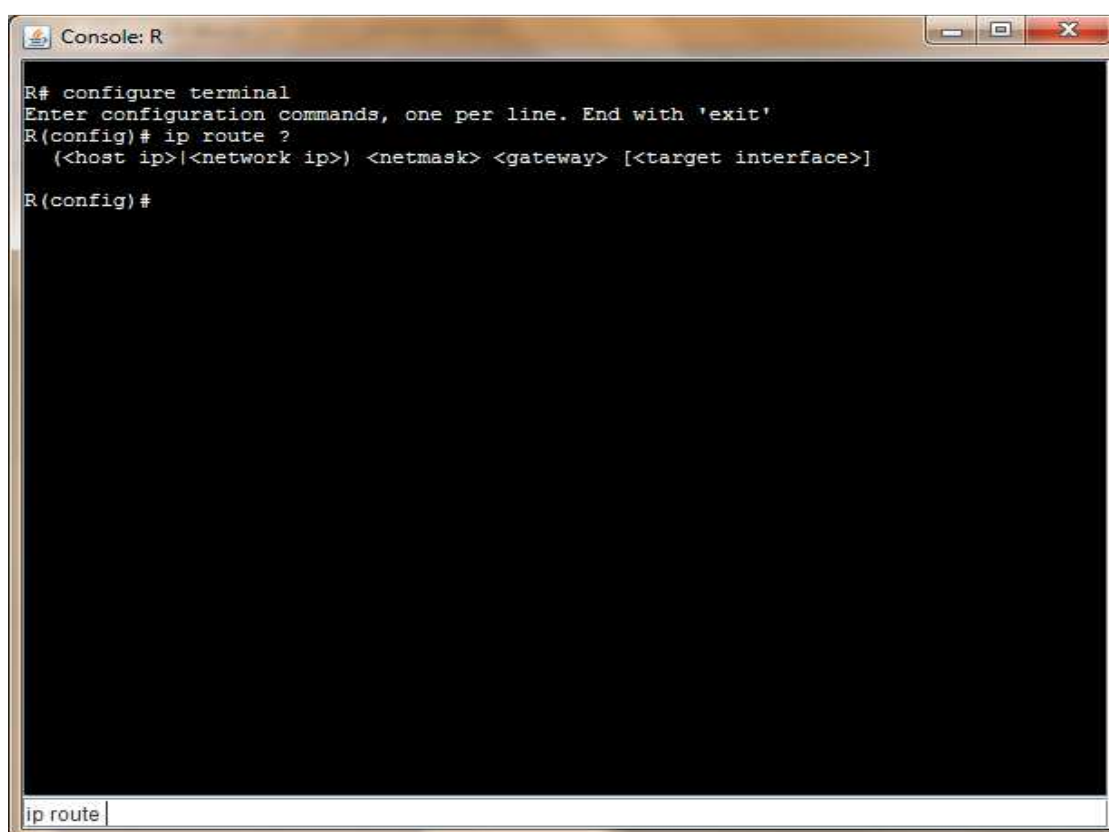 Console: R
R# configure terminal
Enter configuration commands, one per line. End with 'exit'
R(config)# ip route ?
(<host ip>|<network ip>) <netmask> <gateway> [<target interface>]
R(config)#
ip route